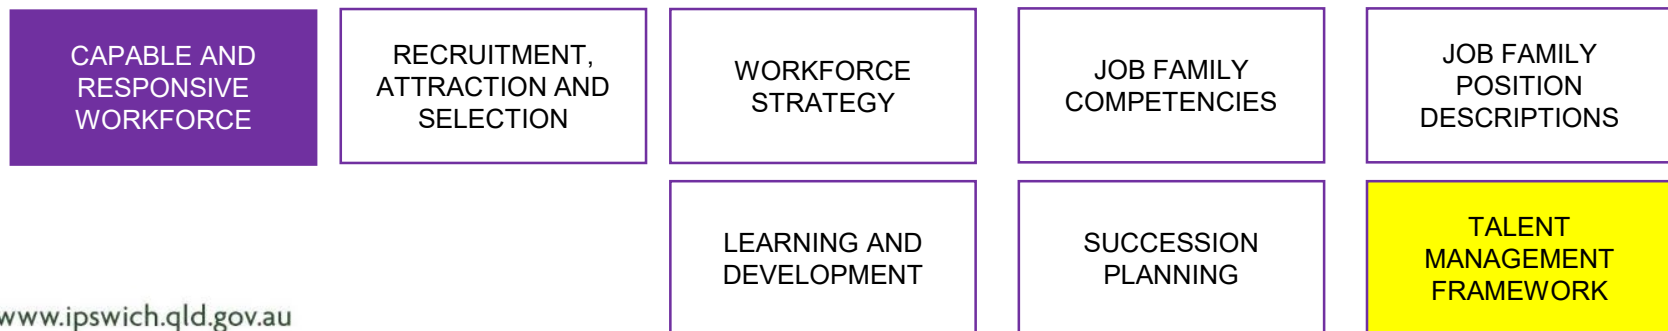 CAPABLE AND
RESPONSIVE
WORKFORCE
RECRUITMENT,
ATTRACTION AND
SELECTION
WORKFORCE
STRATEGY
JOB FAMILY
COMPETENCIES
JOB FAMILY
POSITION
DESCRIPTIONS
LEARNING AND
DEVELOPMENT
SUCCESSION
PLANNING
TALENT
MANAGEMENT
FRAMEWORK
www.ipswich.qld.gov.au